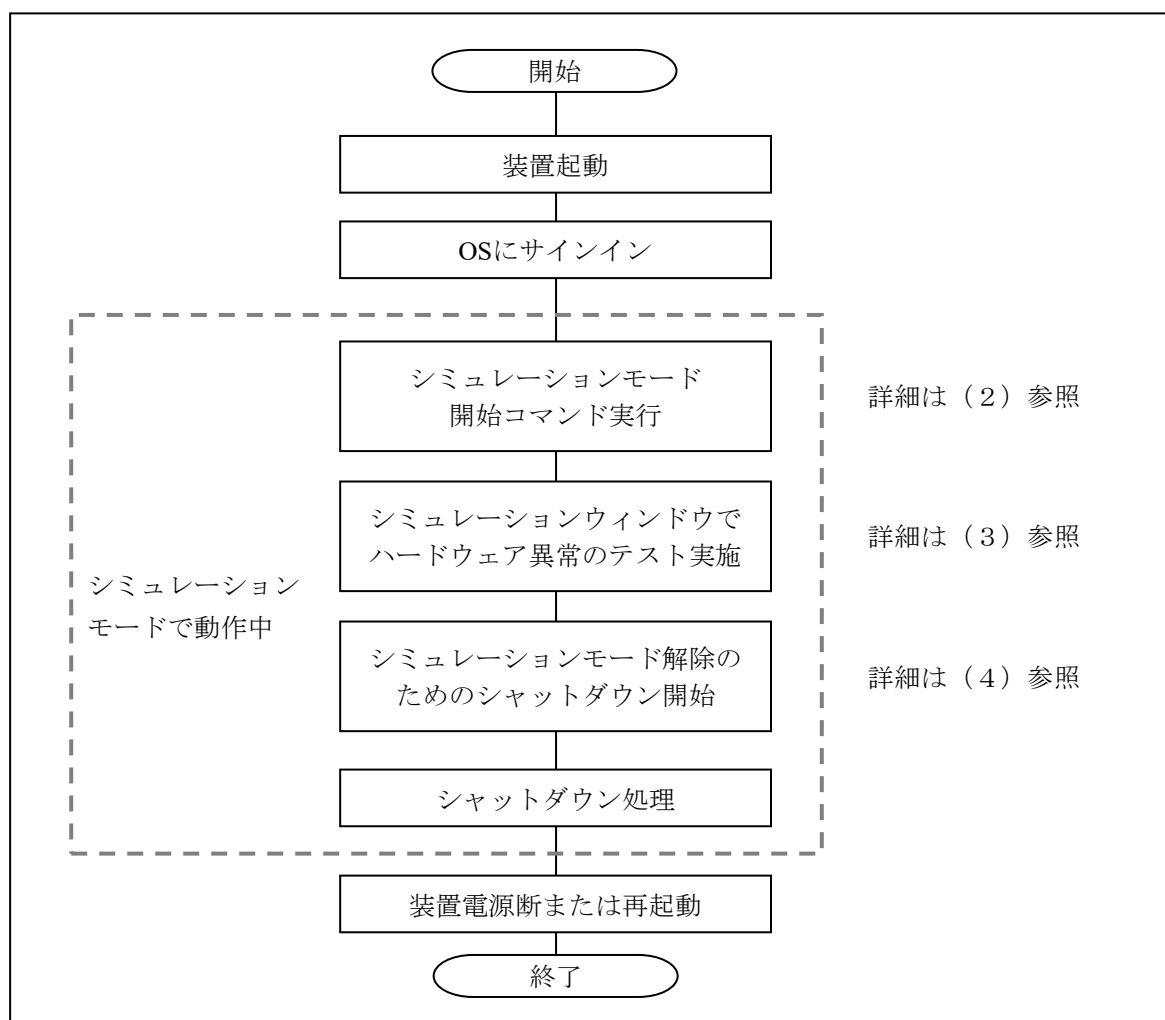 開始
装置起動
OSにサインイン
シミュレーションモード
開始コマンド実行
詳細は（２）参照
シミュレーションウィンドウで
ハードウェア異常のテスト実施
詳細は（３）参照
シミュレーション
モードで動作中
シミュレーションモード解除の
ためのシャットダウン開始
詳細は（４）参照
シャットダウン処理
装置電源断または再起動
終了